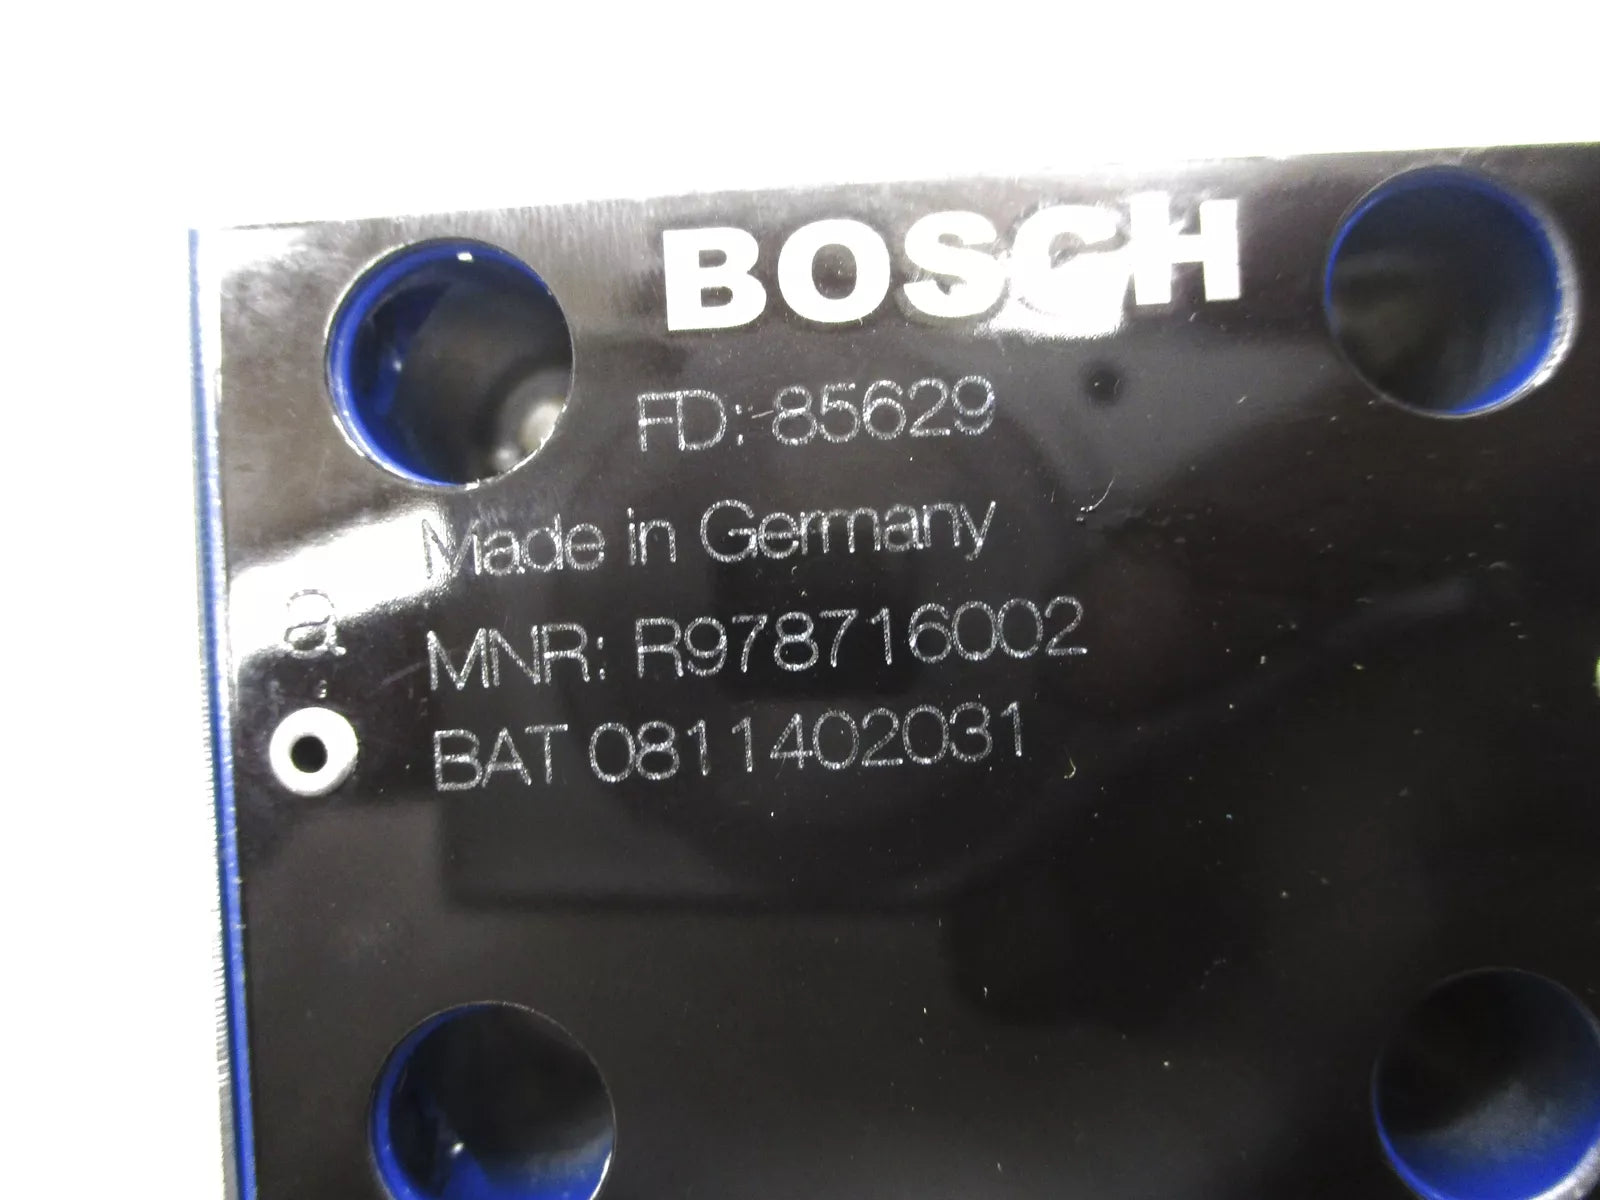 BOSCH
FD: 85629
Made in Germany
a
MNR: R978716002
BAT 0811402031